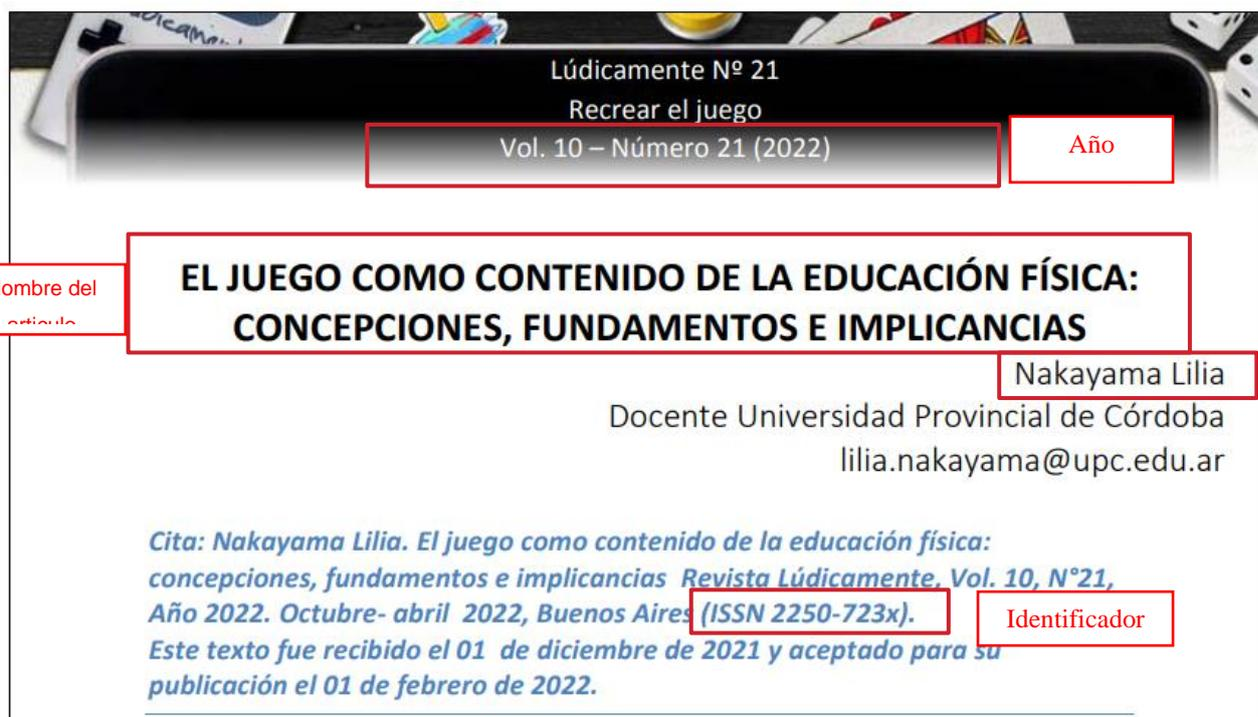 Lúdicamente Nº 21
Recrear el juego
Vol. 10 – Número 21 (2022)
Año
EL JUEGO COMO CONTENIDO DE LA EDUCACIÓN FÍSICA:
CONCEPCIONES, FUNDAMENTOS E IMPLICANCIAS
ombre del
articulo
Nakayama Lilia
Docente Universidad Provincial de Córdoba
lilia.nakayama@upc.edu.ar
Cita: Nakayama Lilia. El juego como contenido de la educación física:
concepciones, fundamentos e implicancias Revista Lúdicamente, Vol. 10, N°21,
Año 2022. Octubre- abril 2022, Buenos Aires (ISSN 2250-723x).
Identificador
Este texto fue recibido el 01 de diciembre de 2021 y aceptado para su
publicación el 01 de febrero de 2022.